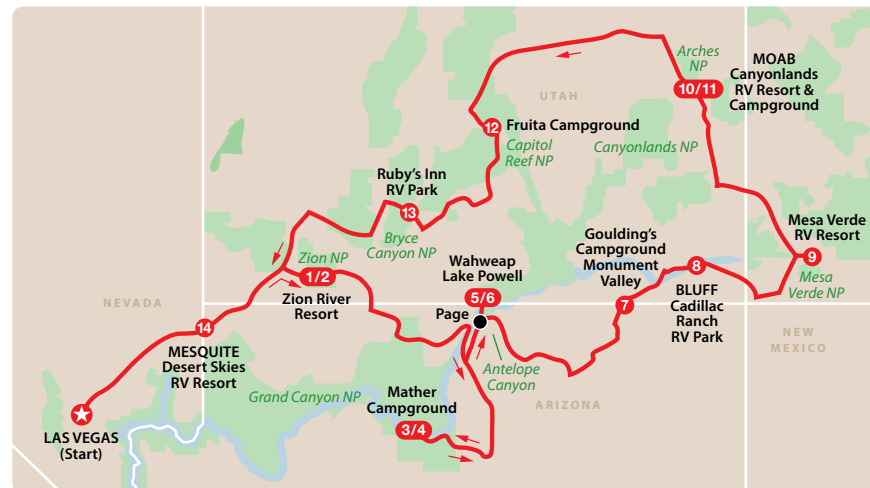 Arches
NP
MOAB
Canyonlands
RV Resort &
Campground
10/11
UTAH
12
Fruita Campground
Capitol
Reef NP
Canyonlands NP
Ruby's Inn
RV Park
13
Bryce
Canyon NP
Mesa Verde
RV Resort
9
Mesa
Verde NP
Goulding's
Campground
Monument
Valley
7
8
BLUFF
Cadillac
Ranch
RV Park
Wahweap
Lake Powell
5/6
Page
Zion NP
1/2
Zion River
Resort
NEVADA
14
MESQUITE
Desert Skies
RV Resort
NEW
MEXICO
Antelope
Canyon
ARIZONA
Grand Canyon NP
Mather
Campground
3/4
LAS VEGAS
(Start)